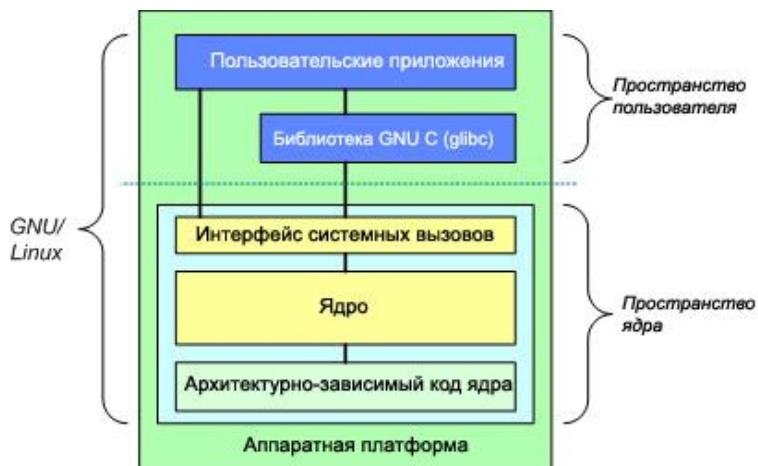 Пользовательские приложения
Пространство
пользователя
Библиотека GNU C (glibc)
GNU/
Linux
Интерфейс системных вызовов
Ядро
Пространство
ядра
Архитектурно-зависимый код ядра
Аппаратная платформа